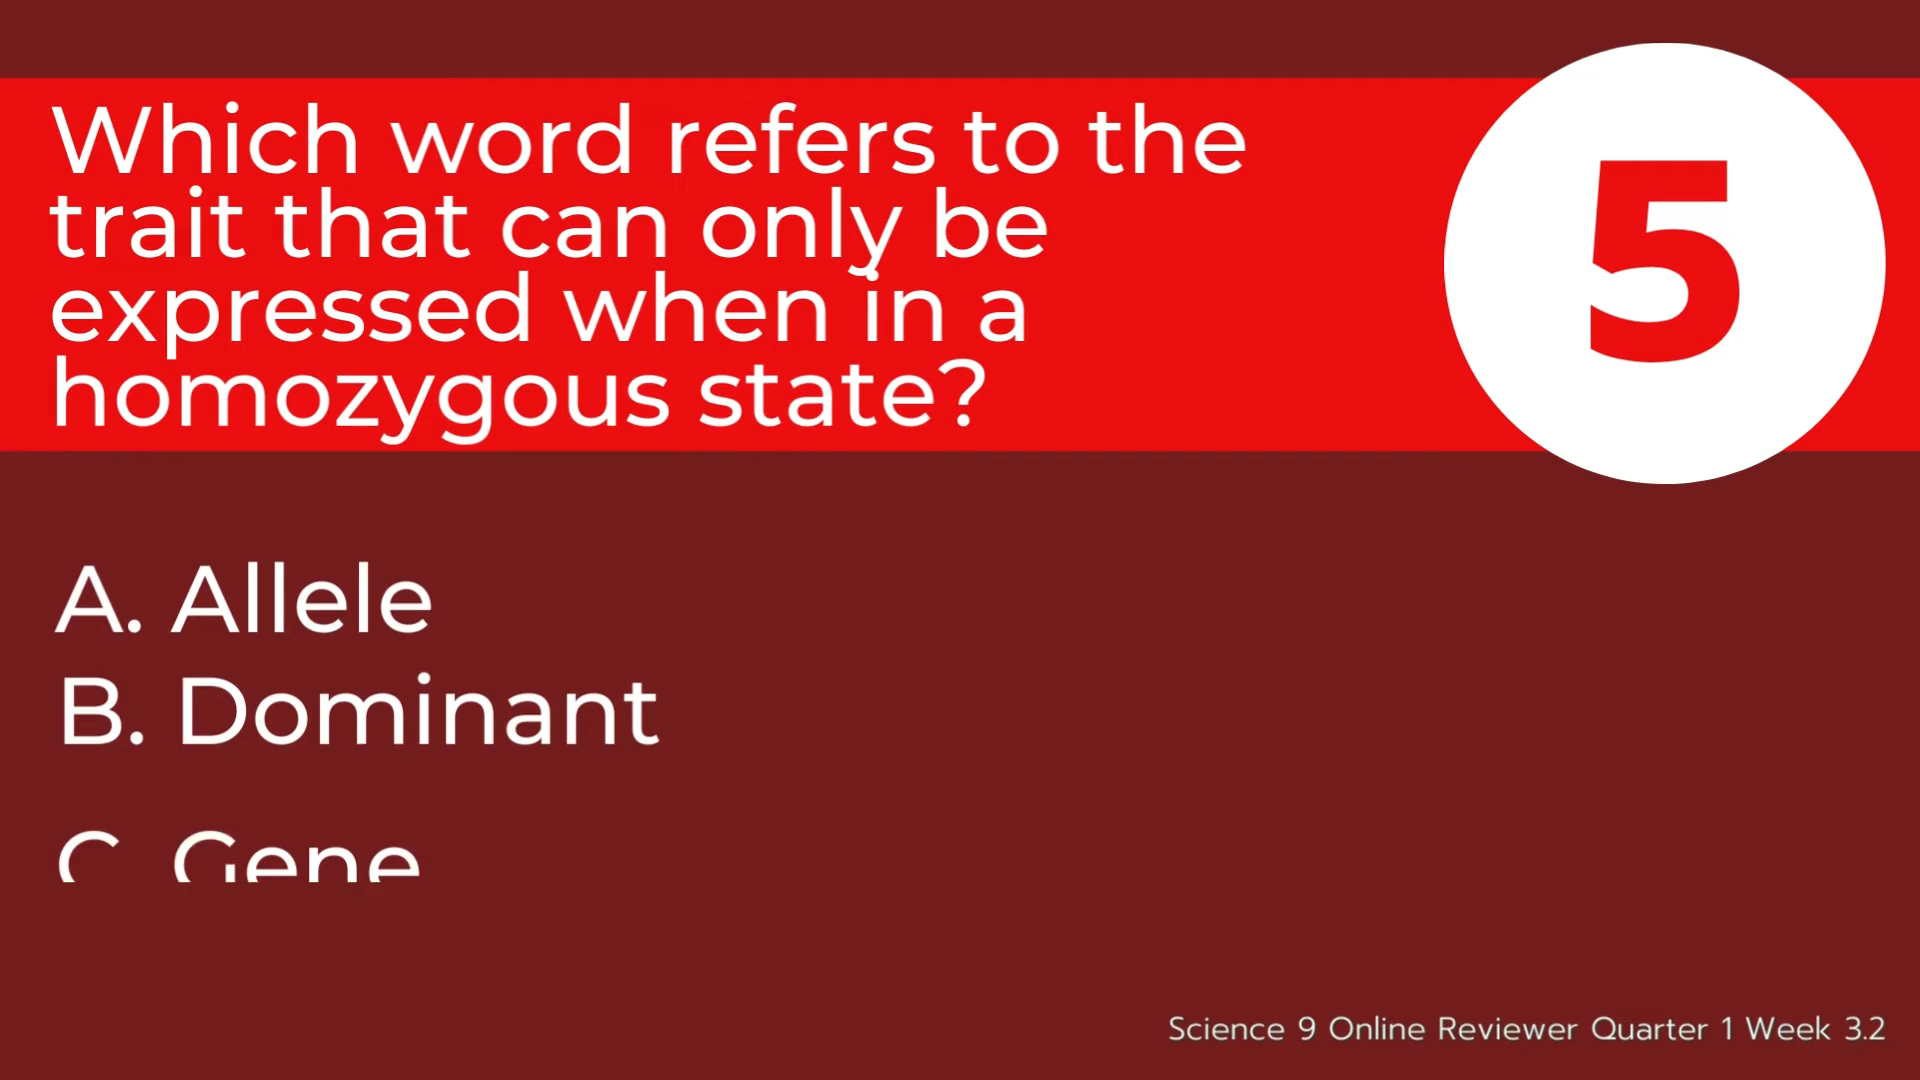 Which word refers to the
trait that can only be
expressed when in a
homozygous state?
5
A. Allele
B. Dominant
C. Gene
Science 9 Online Reviewer Quarter 1 Week 3.2